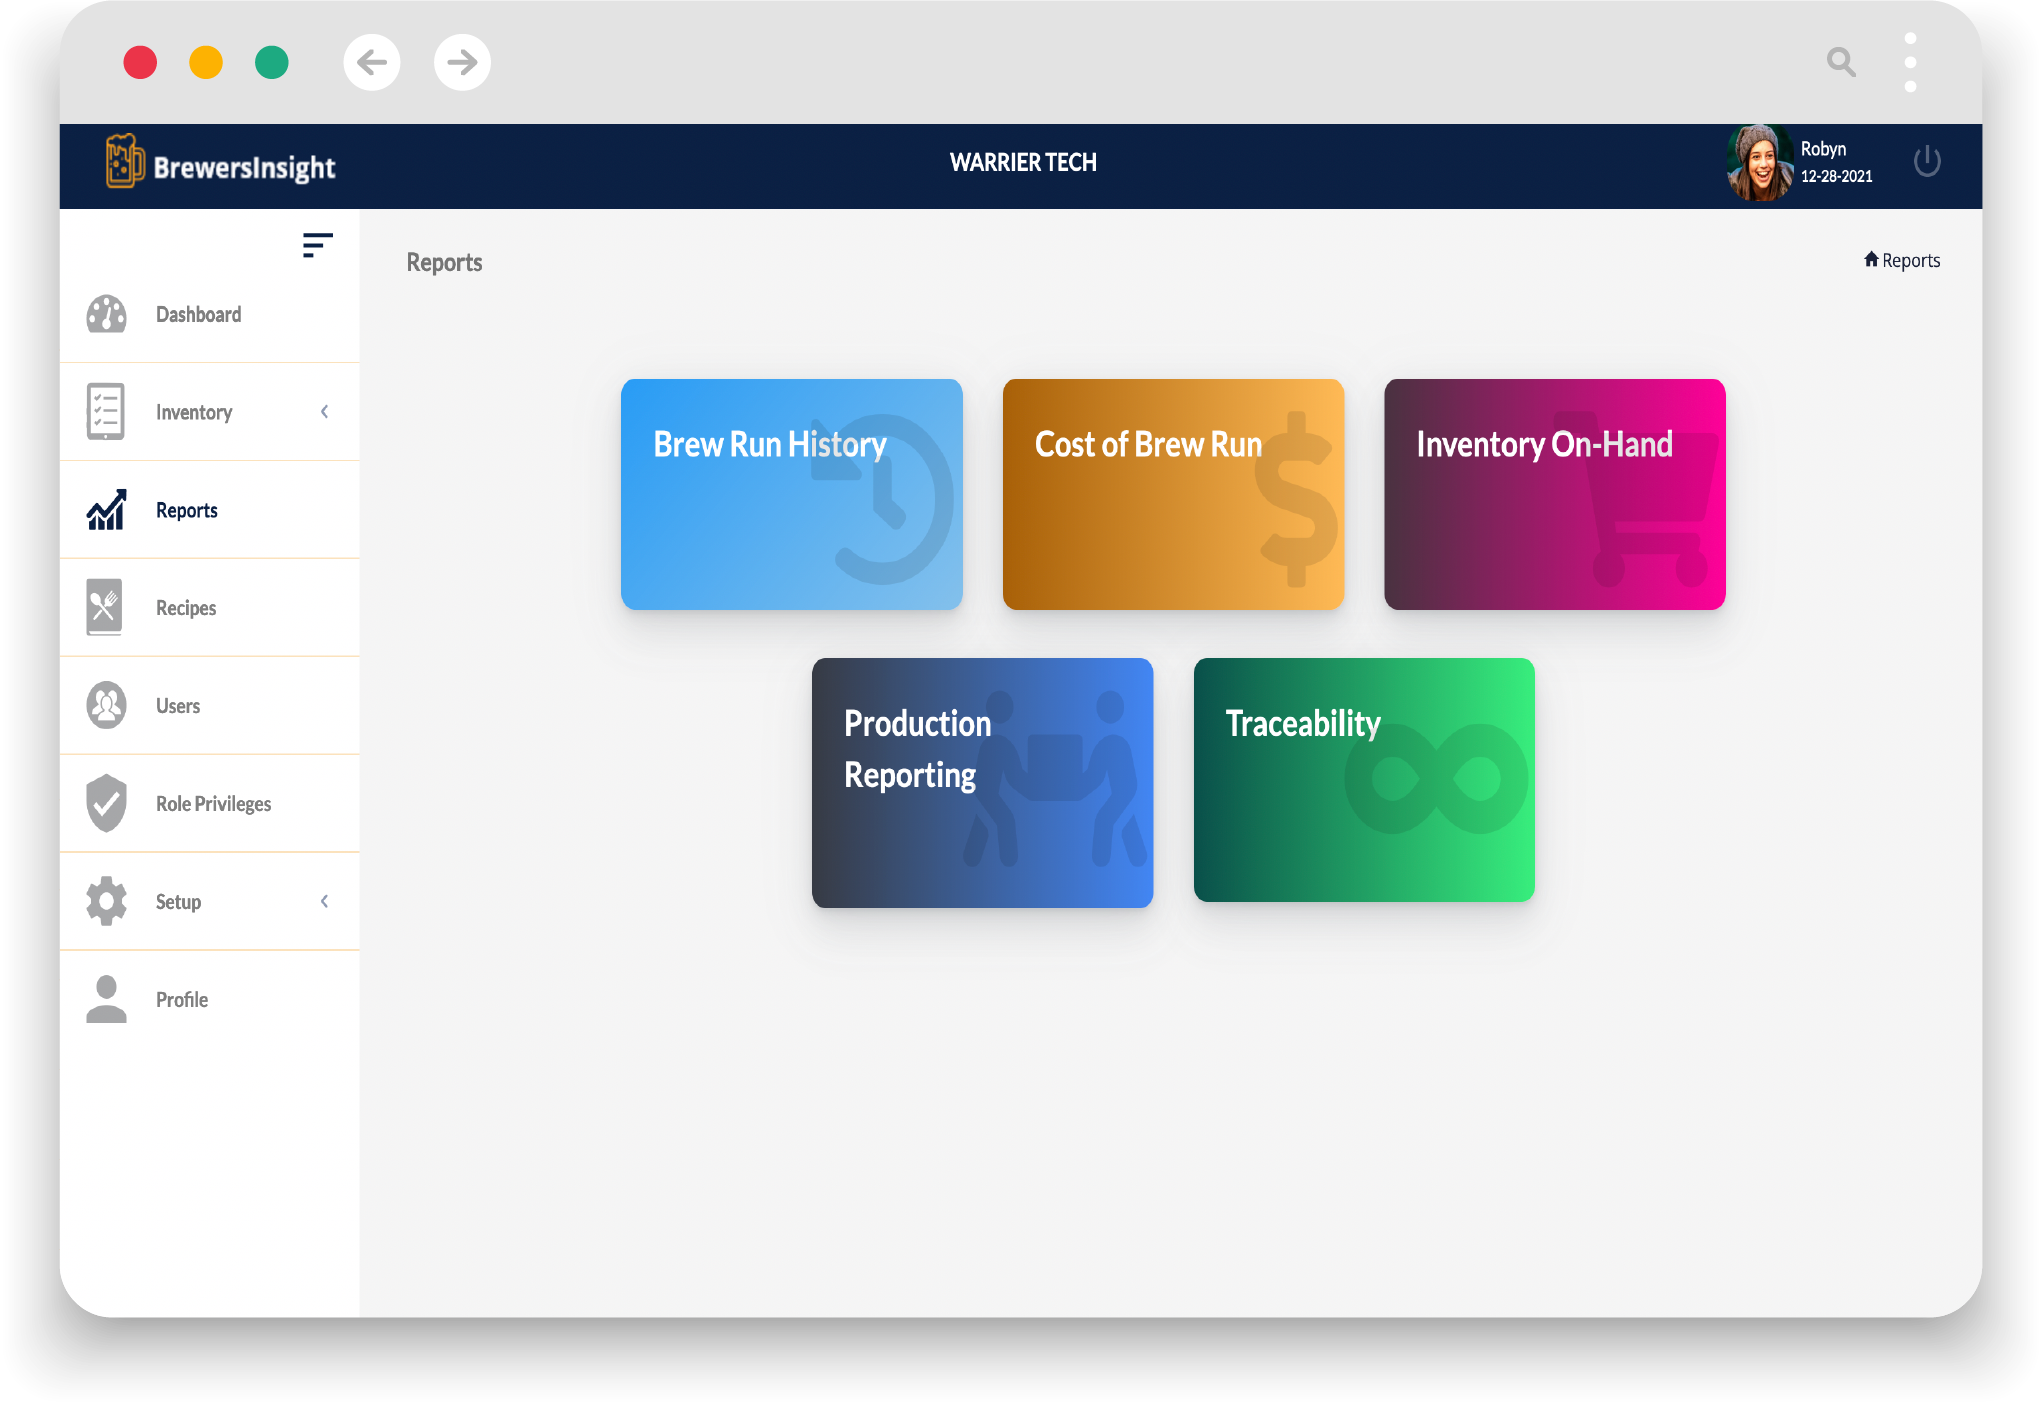 BrewersInsight
WARRIER TECH
Robyn
12-28-2021
Reports
Reports
Dashboard
Inventory
Reports
Recipes
Users
Role Privileges
Setup
Profile
Brew Run History
Cost of Brew Run
Inventory On-Hand
Production
Reporting
Traceability